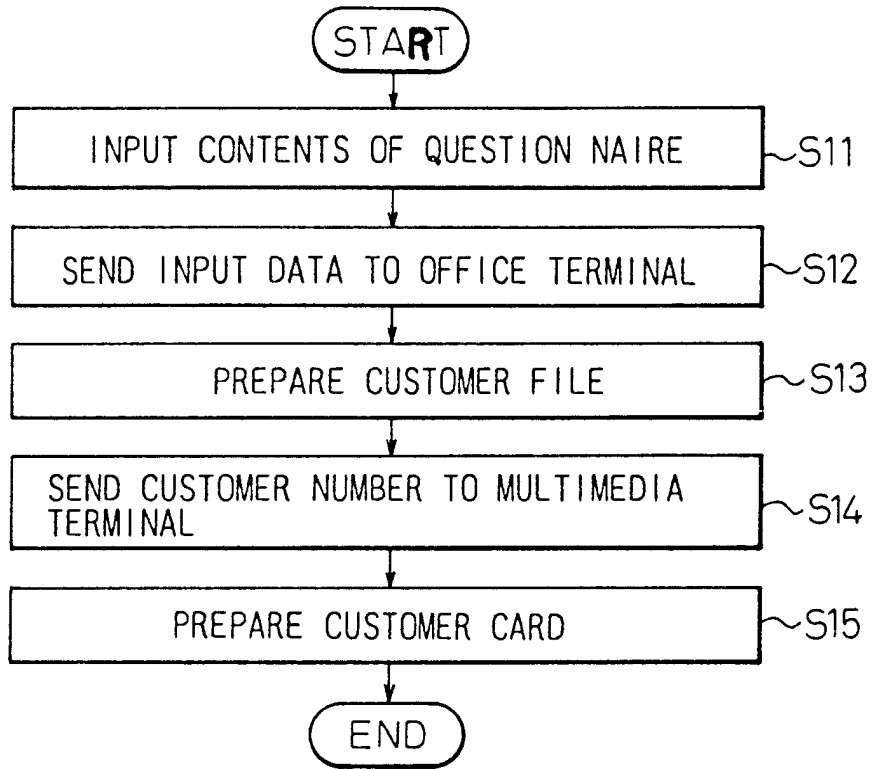 START
INPUT CONTENTS OF QUESTION NAIRE
S11
SEND INPUT DATA TO OFFICE TERMINAL
S12
PREPARE CUSTOMER FILE
S13
SEND CUSTOMER NUMBER TO MULTIMEDIA
TERMINAL
S14
PREPARE CUSTOMER CARD
S15
END